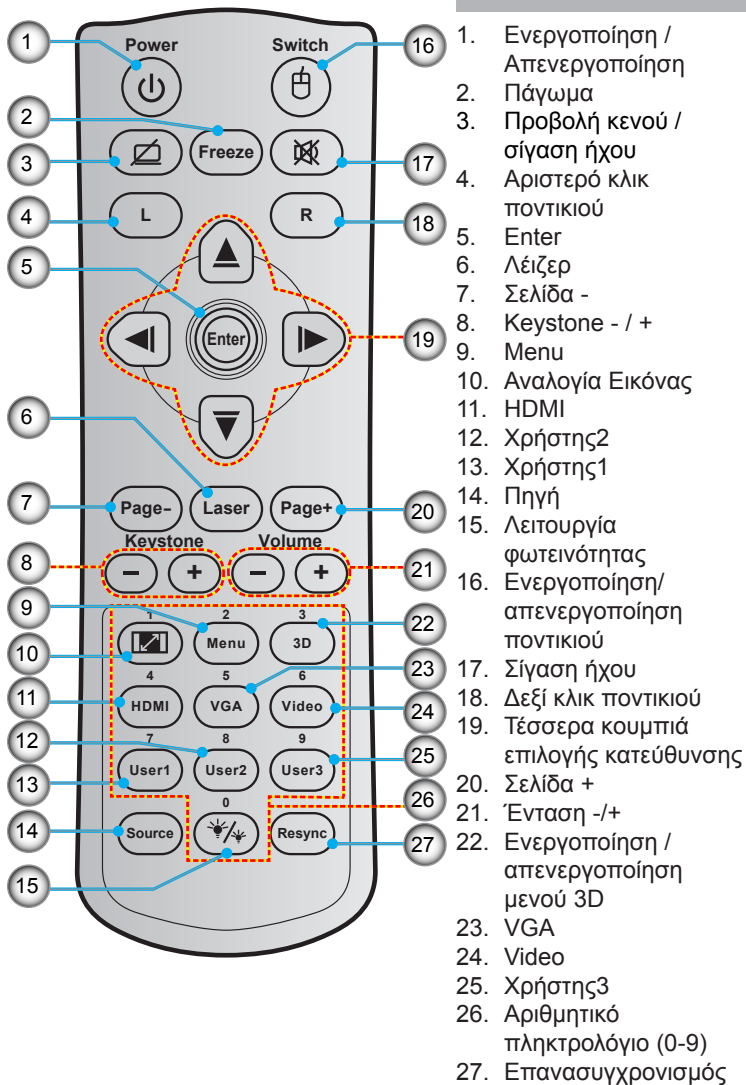 Power Switch
1 16
2
Freeze
3 17
L R
4 18
5
Enter
19
6
7 Page- Laser Page+ 20
Keystone Volume
8 - + - + 21
9 1 2 3
Menu 3D 22
10 4 5 6 23
11 HDMI VGA Video 24
12 7 8 9
User1 User2 User3 25
13 0 26
14 Source Resync 27
15
1. Ενεργοποίηση /
Απενεργοποίηση
2. Πάγωμα
3. Προβολή κενού /
σίγαση ήχου
4. Αριστερό κλικ
ποντικιού
5. Enter
6. Λέιζερ
7. Σελίδα -
8. Keystone - / +
9. Menu
10. Αναλογία Εικόνας
11. HDMI
12. Χρήστης2
13. Χρήστης1
14. Πηγή
15. Λειτουργία
φωτεινότητας
16. Ενεργοποίηση/
απενεργοποίηση
ποντικιού
17. Σίγαση ήχου
18. Δεξί κλικ ποντικιού
19. Τέσσερα κουμπιά
επιλογής κατεύθυνσης
20. Σελίδα +
21. Ένταση -/+
22. Ενεργοποίηση /
απενεργοποίηση
μενού 3D
23. VGA
24. Video
25. Χρήστης3
26. Αριθμητικό
πληκτρολόγιο (0-9)
27. Επανασυγχρονισμός